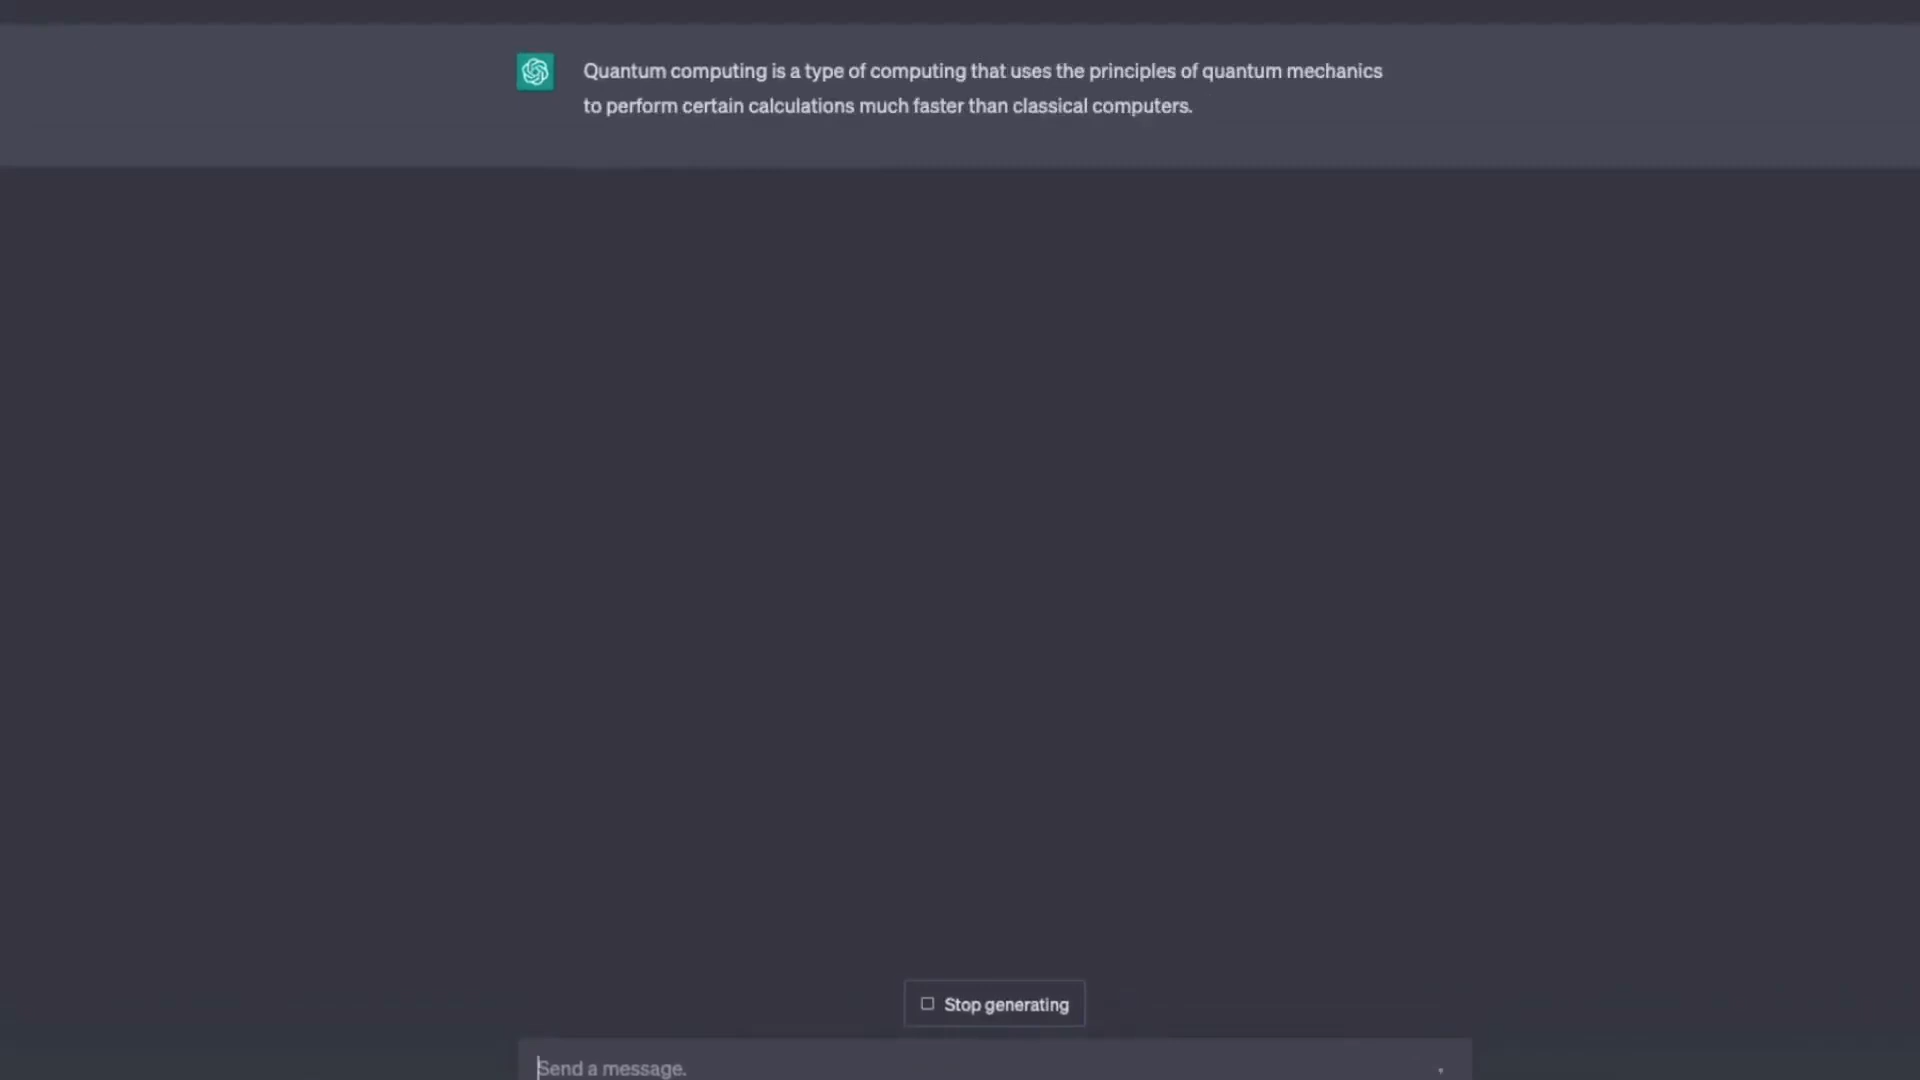 Quantum computing is a type of computing that uses the principles of quantum mechanics
to perform certain calculations much faster than classical computers.
Stop generating
Send a message.